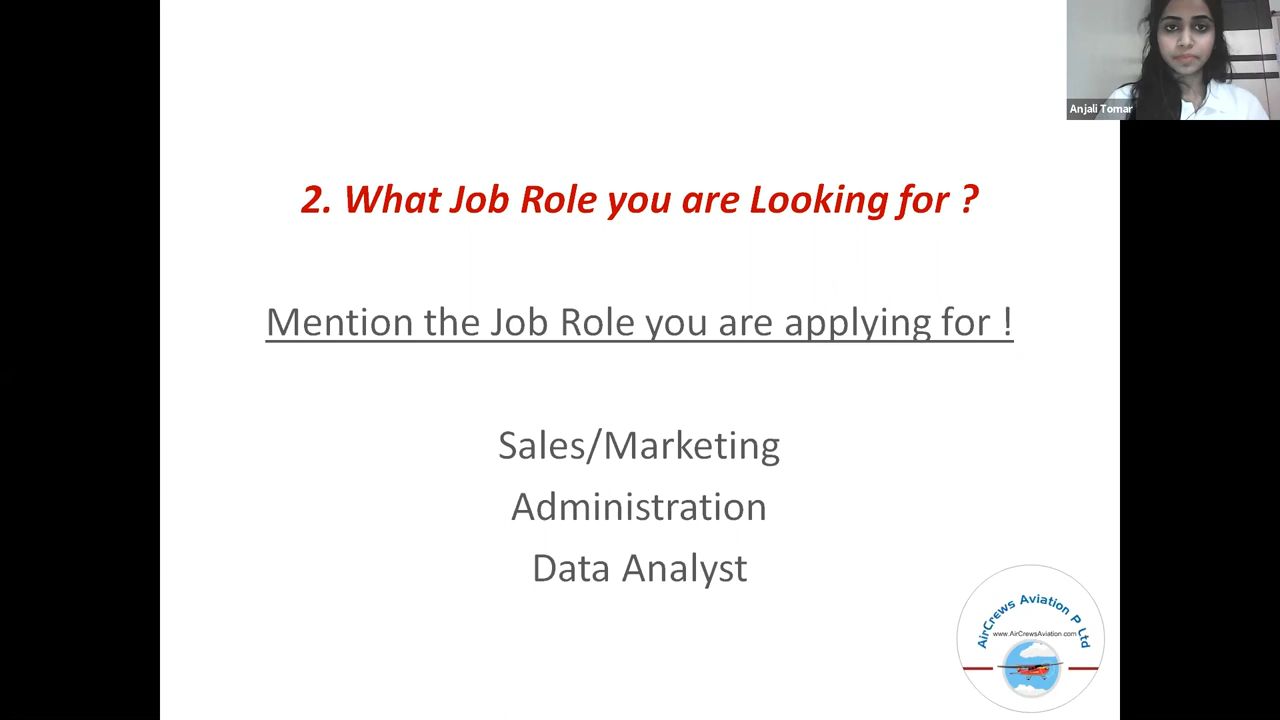 Anjali Tomar
2. What Job Role you are Looking for ?
Mention the Job Role you are applying for !
Sales/Marketing
Administration
Data Analyst
AirCrews Aviation P Ltd
www.AirCrewsAviation.com